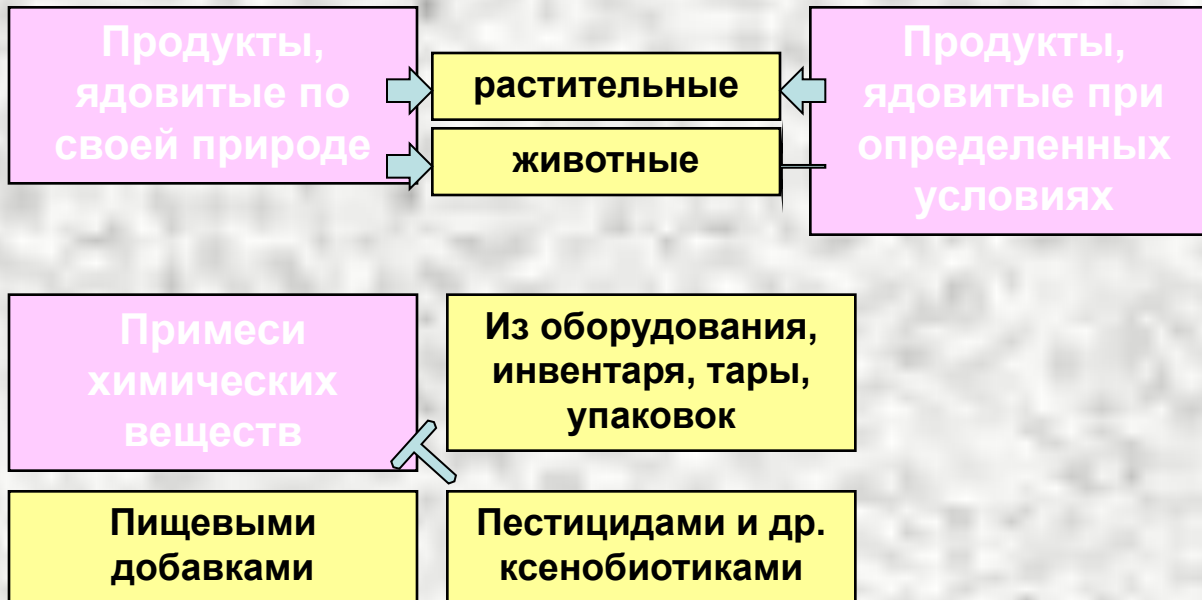 Продукты,
ядовитые по
своей природе
растительные
животные
Продукты,
ядовитые при
определенных
условиях
Примеси
химических
веществ
Из оборудования,
инвентаря, тары,
упаковок
Пищевыми
добавками
Пестицидами и др.
ксенобиотиками